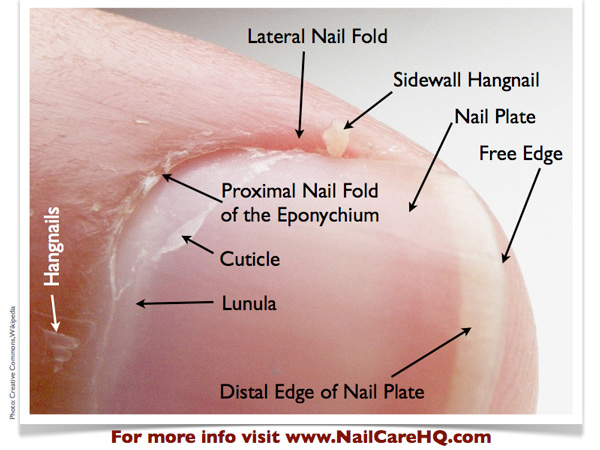 Lateral Nail Fold
Sidewall Hangnail
Nail Plate
Free Edge
Proximal Nail Fold
of the Eponychium
Cuticle
Lunula
Hangnails
Distal Edge of Nail Plate
Photo: Creative Commons,Wikipedia
For more info visit www.NailCareHQ.com